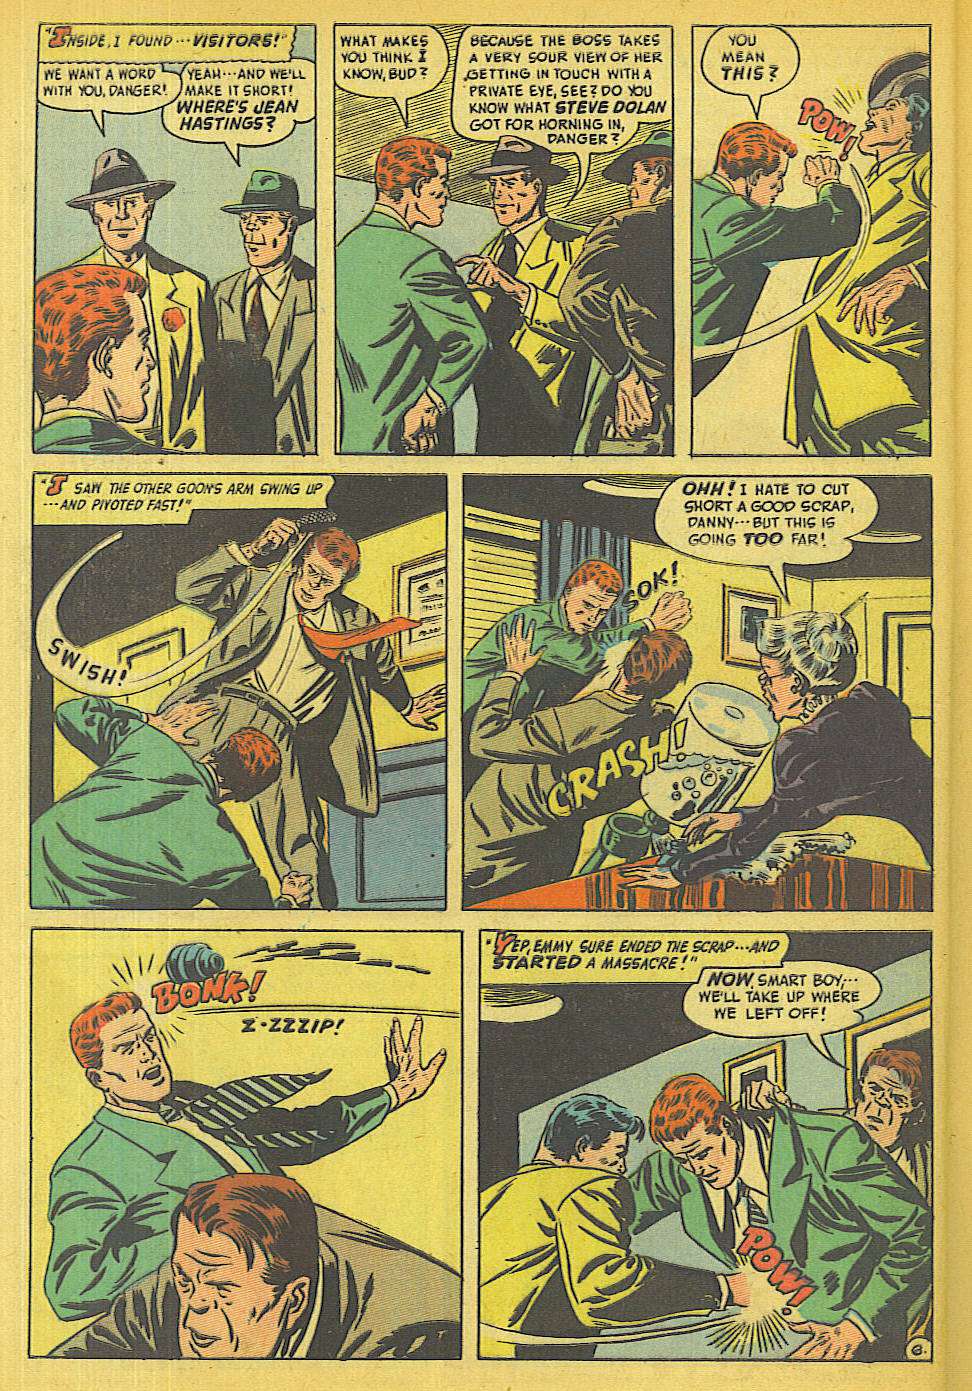 "INSIDE, I FOUND---VISITORS!"
WE WANT A WORD
WITH YOU, DANGER!
YEAH---AND WE'LL
MAKE IT SHORT!
WHERE'S JEAN
HASTINGS?
WHAT MAKES
YOU THINK I
KNOW, BUD?
BECAUSE THE BOSS TAKES
A VERY SOUR VIEW OF HER
GETTING IN TOUCH WITH A
PRIVATE EYE, SEE? DO YOU
KNOW WHAT STEVE DOLAN
GOT FOR HORNING IN,
DANGER?
YOU
MEAN
THIS?
POW!
"I SAW THE OTHER GOON'S ARM SWING UP
---AND PIVOTED FAST!"
SWISH!
OHH! I HATE TO CUT
SHORT A GOOD SCRAP,
DANNY---BUT THIS IS
GOING TOO FAR!
SOK!
CRASH!
BONK!
Z-ZZZIP!
"YEP, EMMY SURE ENDED THE SCRAP---AND
STARTED A MASSACRE!"
NOW, SMART BOY,---
WE'LL TAKE UP WHERE
WE LEFT OFF!
POW!
6.